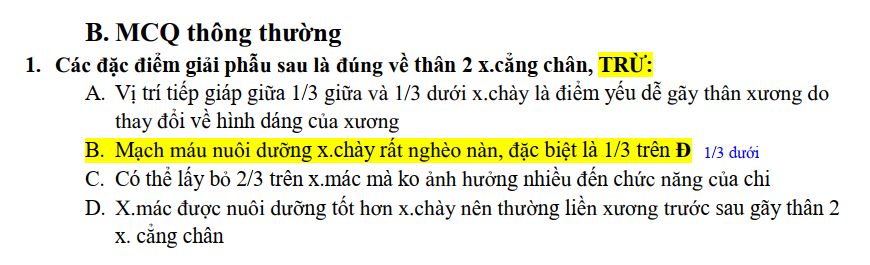 B. MCQ thông thường
1. Các đặc điểm giải phẫu sau là đúng về thân 2 x.cẳng chân, TRỪ:
A. Vị trí tiếp giáp giữa 1/3 giữa và 1/3 dưới x.chày là điểm yếu dễ gãy thân xương do
thay đổi về hình dáng của xương
B. Mạch máu nuôi dưỡng x.chày rất nghèo nàn, đặc biệt là 1/3 trên Đ 1/3 dưới
C. Có thể lấy bỏ 2/3 trên x.mác mà ko ảnh hưởng nhiều đến chức năng của chi
D. X.mác được nuôi dưỡng tốt hơn x.chày nên thường liền xương trước sau gãy thân 2
x. cẳng chân